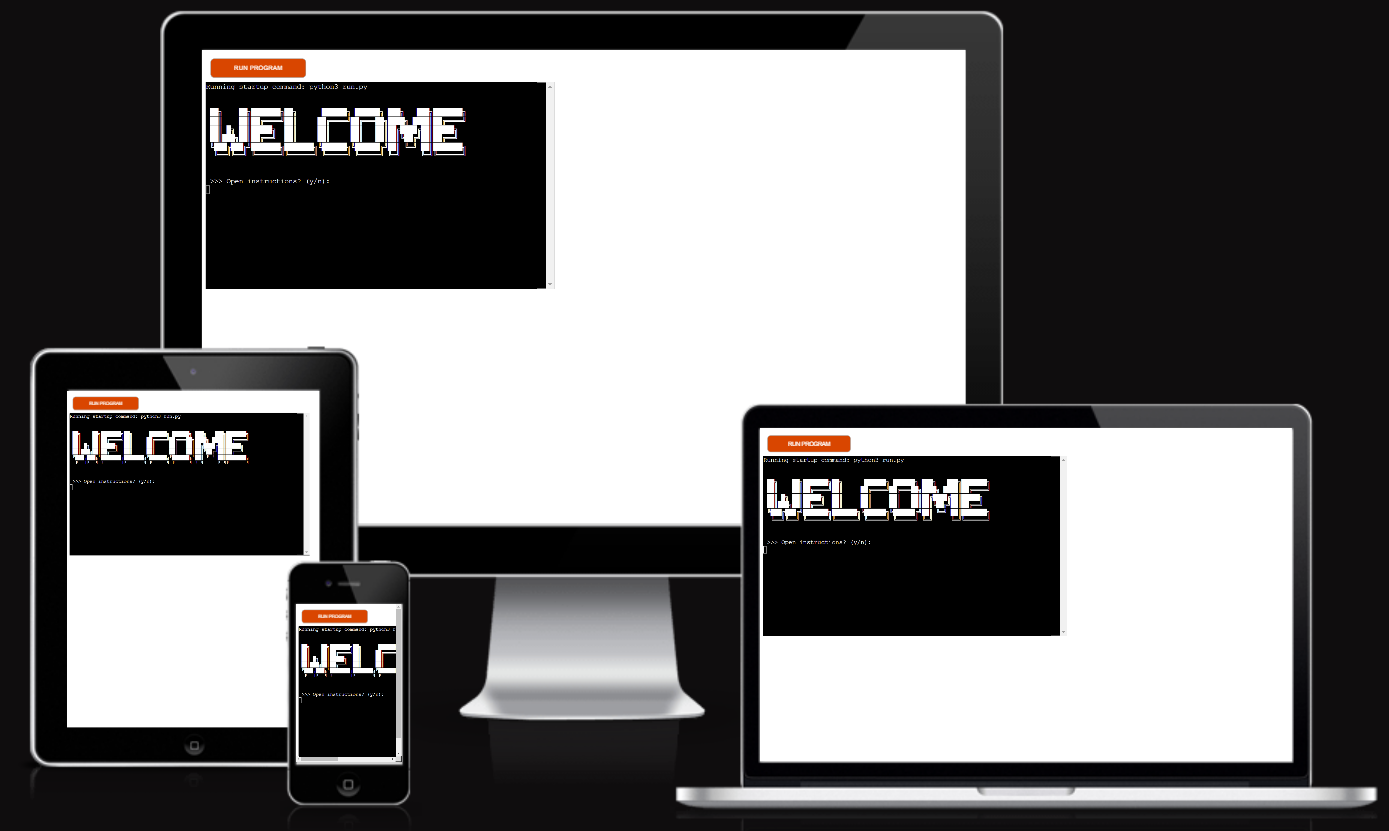 RUN PROGRAM
Running startup command: python3 run.py
WELCOME
>>> Open instructions? (y/n):
RUN PROGRAM
Running startup command: python3 run.py
WELCOME
>>> Open instructions? (y/n):
RUN PROGRAM
Running startup command: python3 r
WELC
>>> Open instructions? (y/n):
RUN PROGRAM
Running startup command: python3 run.py
WELCOME
>>> Open instructions? (y/n):